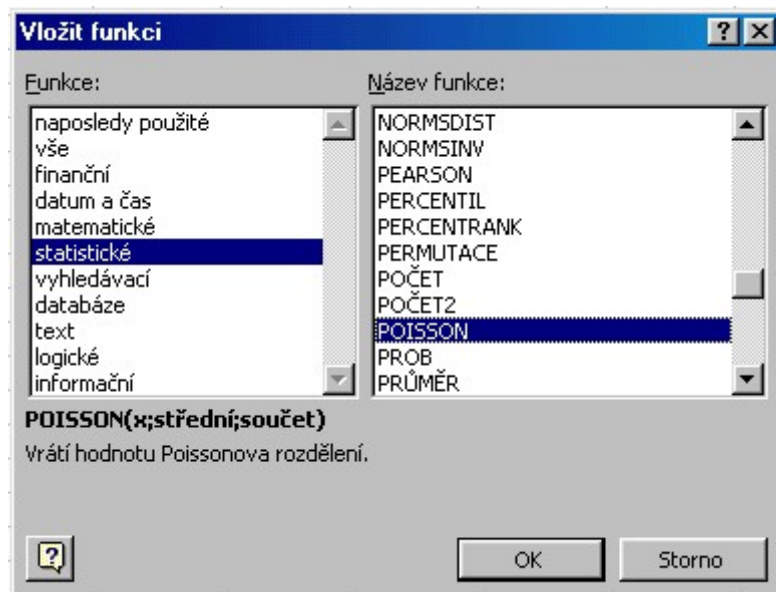 Vložit funkci
Funkce:
naposledy použité
vše
finanční
datum a čas
matematické
statistické
vyhledávací
databáze
text
logické
informační
Název funkce:
NORMSDIST
NORMSINV
PEARSON
PERCENTIL
PERCENTRANK
PERMUTACE
POČET
POČET2
POISSON
PROB
PRŮMĚR
POISSON(x;střední;součet)
Vrátí hodnotu Poissonova rozdělení.
OK
Storno